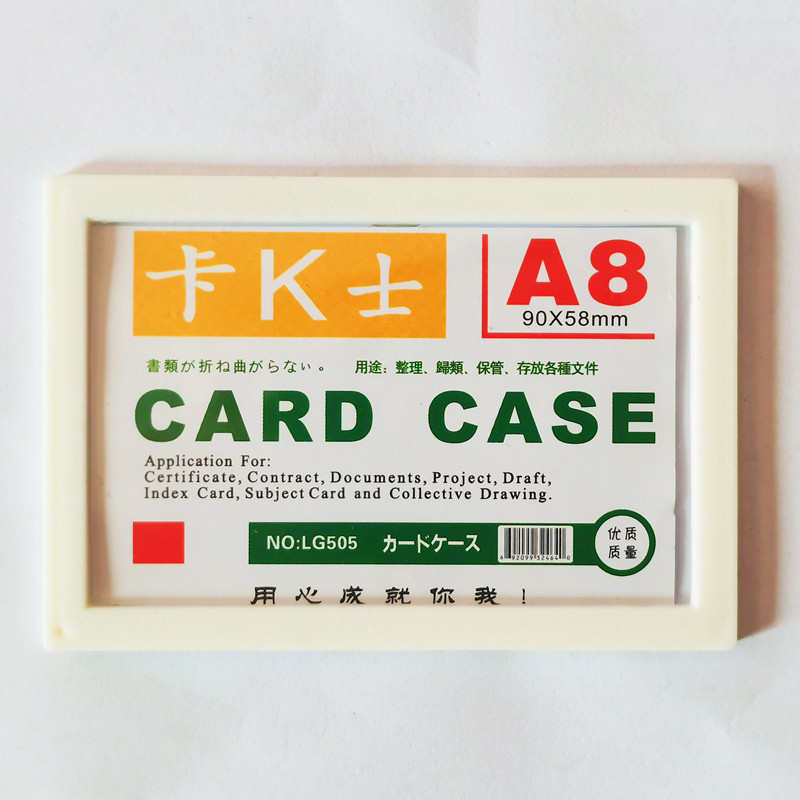 卡K士
A8
90X58mm
書類が折ね曲がらない。 用途：整理、歸類、保管、存放各種文件
CARD CASE
Application For:
Certificate, Contract, Documents, Project, Draft,
Index Card, Subject Card and Collective Drawing.
NO:LG505 カードケース
6 920993 24640
优质
质量
用心成就你我！